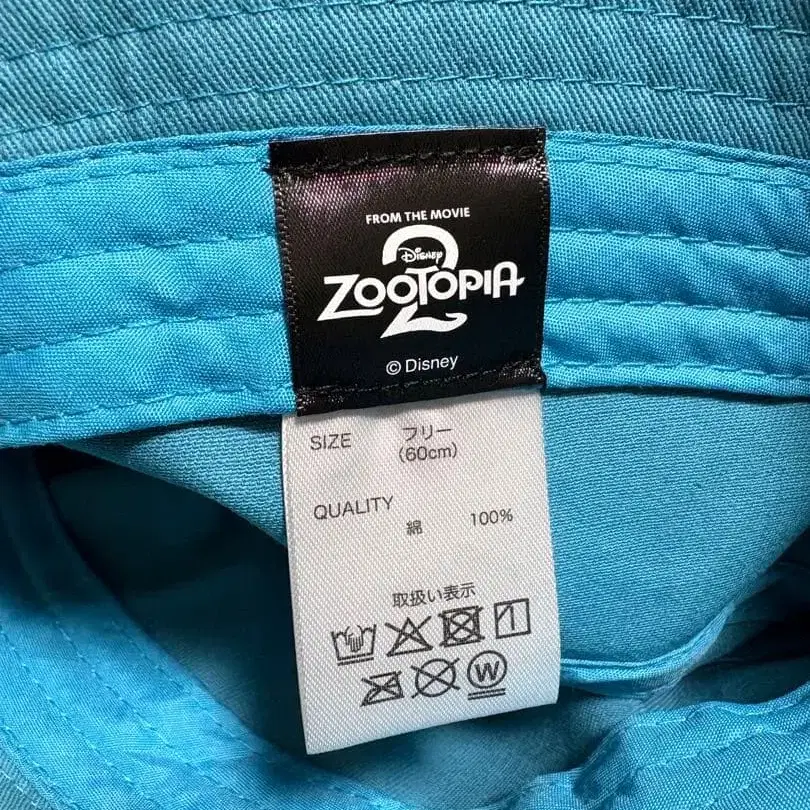 FROM THE MOVIE
Disney
ZOOTOPIA
2
© Disney
SIZE フリー
(60cm)
QUALITY
綿 100%
取扱い表示
W